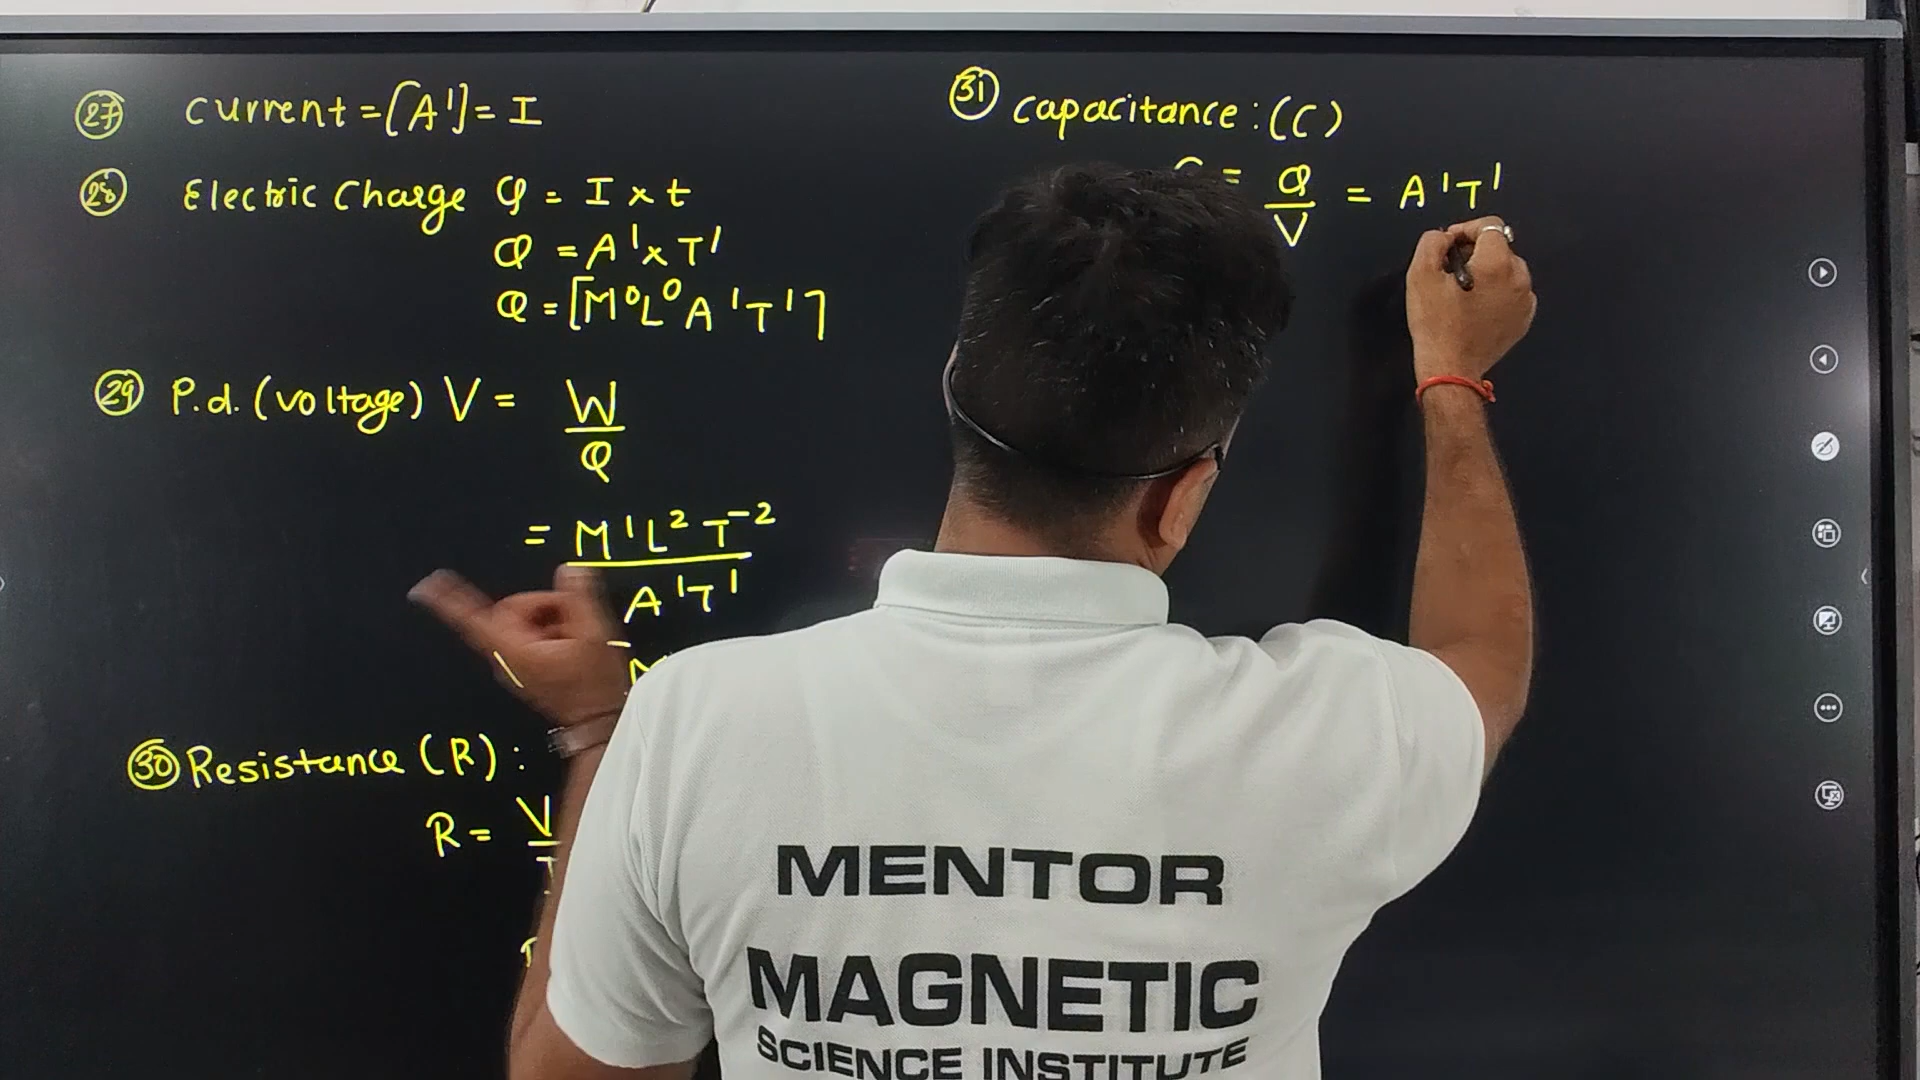 27 Current = [A¹] = I
28 Electric Charge Q = I x t
Q = A¹ x T¹
Q = [M⁰L⁰A¹T¹]
29 P.d. (voltage) V = W/Q
= M¹L²T⁻²/A¹T¹
30 Resistance (R) :
R = V
31 Capacitance : (C)
= Q/V = A¹T¹
MENTOR
MAGNETIC
SCIENCE INSTITUTE